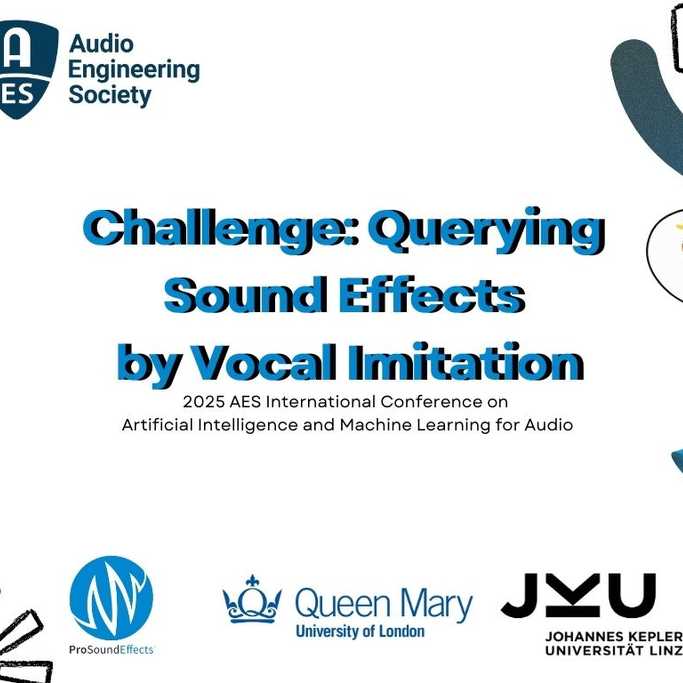 A
ES
Audio
Engineering
Society
Challenge: Querying
Sound Effects
by Vocal Imitation
2025 AES International Conference on
Artificial Intelligence and Machine Learning for Audio
ProSoundEffects
Queen Mary
University of London
JKU
JOHANNES KEPLER
UNIVERSITÄT LINZ